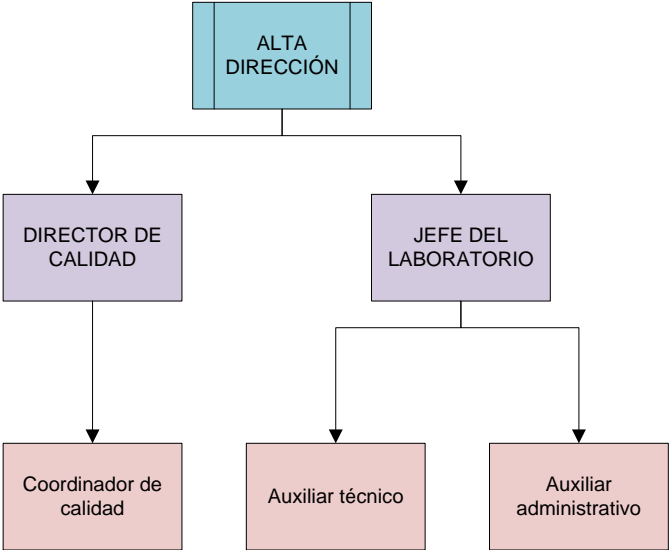 ALTA
DIRECCIÓN
DIRECTOR DE
CALIDAD
JEFE DEL
LABORATORIO
Coordinador de
calidad
Auxiliar técnico
Auxiliar
administrativo